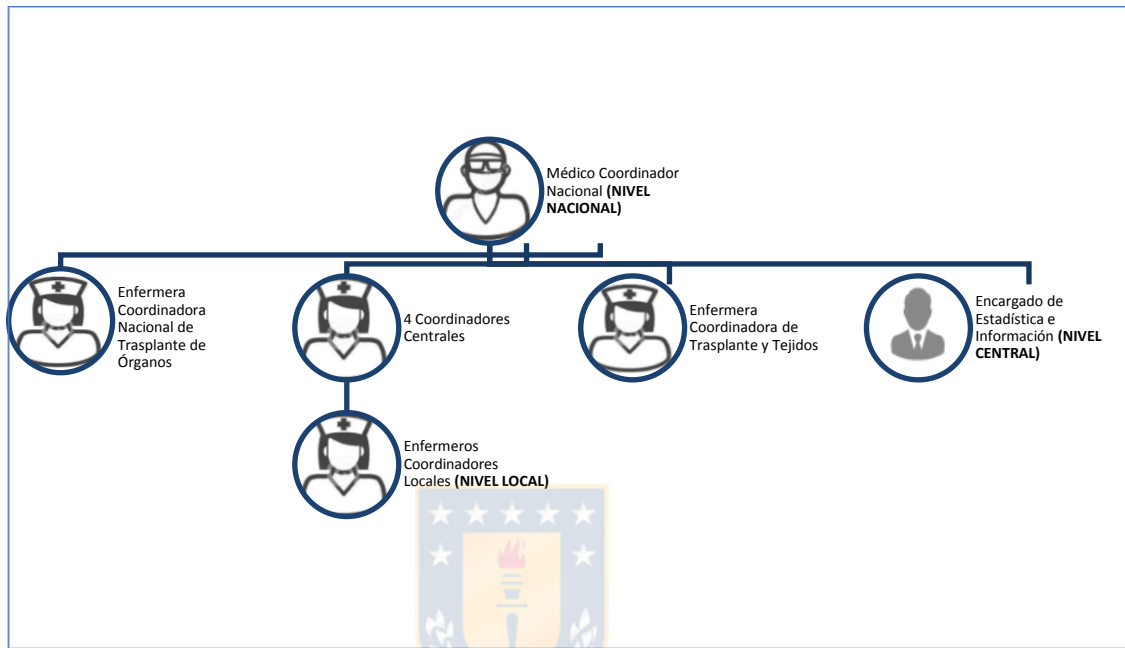 Médico Coordinador
Nacional (NIVEL
NACIONAL)
Enfermera
Coordinadora
Nacional de
Trasplante de
Órganos
4 Coordinadores
Centrales
Enfermera
Coordinadora de
Trasplante y Tejidos
Encargado de
Estadística e
Información (NIVEL
CENTRAL)
Enfermeros
Coordinadores
Locales (NIVEL LOCAL)